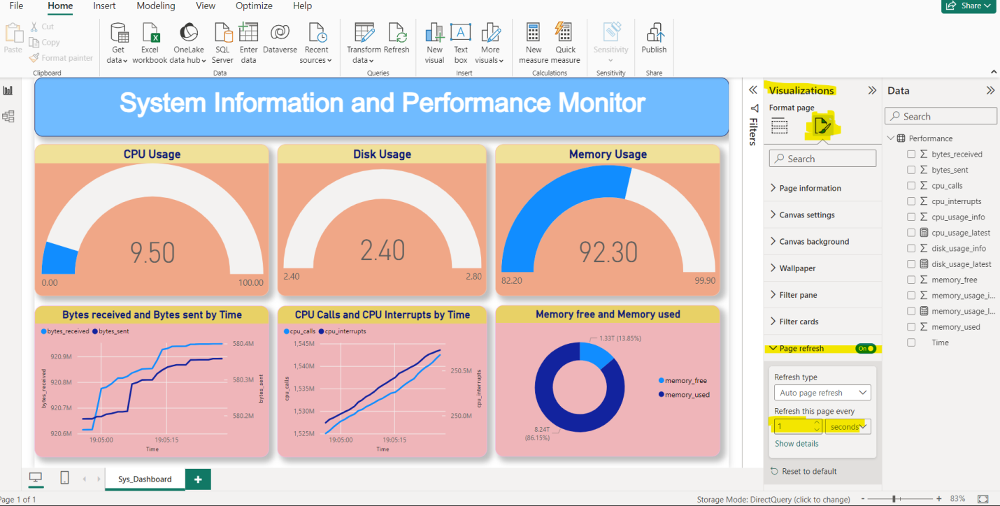 File Home Insert Modeling View Optimize Help
Share
Paste
Cut
Copy
Format painter
Get data
Excel workbook
OneLake data hub
SQL Server
Enter data
Dataverse
Recent sources
Transform data
Refresh
New visual
Text box
More visuals
New measure
Quick measure
Sensitivity
Publish
Clipboard Data Queries Insert Calculations Sensitivity Share
System Information and Performance Monitor
CPU Usage
9.50
0.00 100.00
Disk Usage
2.40
2.40 2.80
Memory Usage
92.30
82.20 99.90
Bytes received and Bytes sent by Time
bytes_received bytes_sent
920.9M
920.8M
920.7M
920.6M
bytes_received
580.4M
580.3M
580.2M
bytes_sent
19:05:00 19:05:15
Time
CPU Calls and CPU Interrupts by Time
cpu_calls cpu_interrupts
1,545M
1,540M
1,535M
1,530M
1,525M
cpu_calls
250.5M
250.0M
cpu_interrupts
19:05:00 19:05:15
Time
Memory free and Memory used
1.33T (13.85%)
8.24T
(86.15%)
memory_free
memory_used
Filters
Visualizations
Format page
Search
Page information
Canvas settings
Canvas background
Wallpaper
Filter pane
Filter cards
Page refresh On
Refresh type
Auto page refresh
Refresh this page every
1 seconds
Show details
Reset to default
Data
Search
Performance
bytes_received
bytes_sent
cpu_calls
cpu_interrupts
cpu_usage_info
cpu_usage_latest
disk_usage_info
disk_usage_latest
memory_free
memory_usage_i...
memory_usage_l...
memory_used
Time
Sys_Dashboard
Page 1 of 1
Storage Mode: DirectQuery (click to change) - + 83%